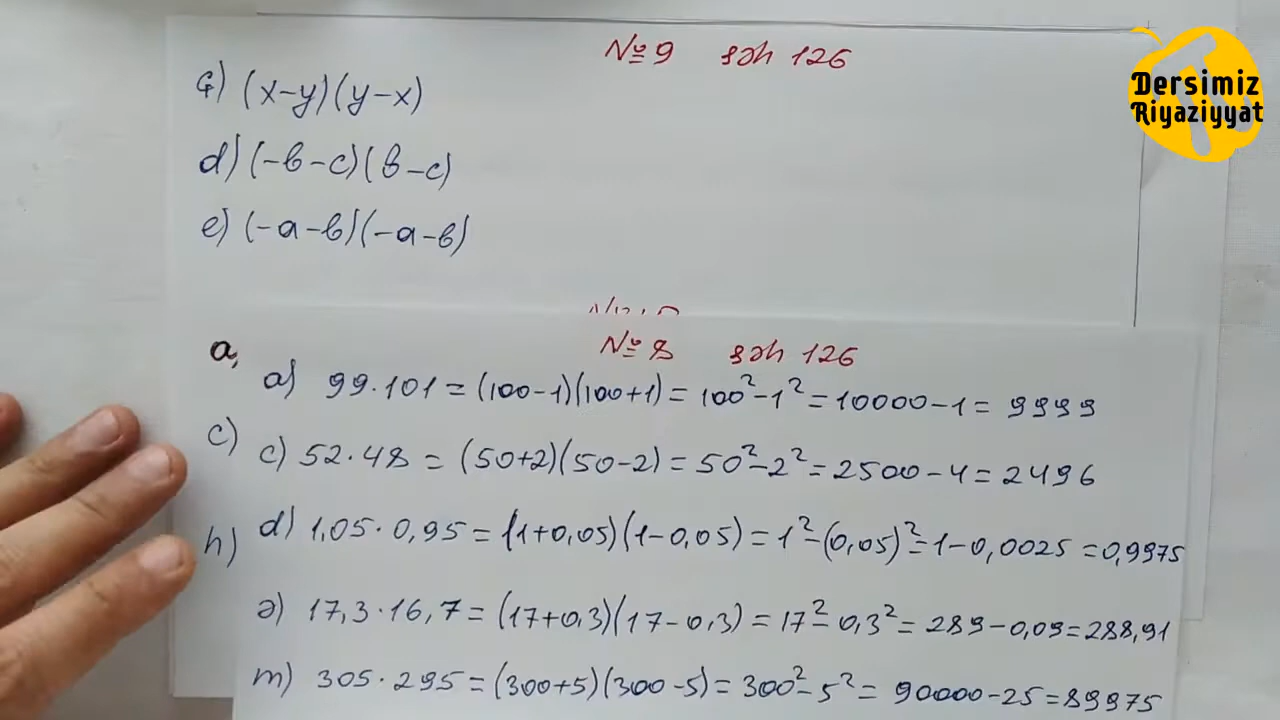 №9 səh 126
Dersimiz
Riyaziyyat
ç) (x-y)(y-x)
d) (-b-c)(b-c)
e) (-a-b)(-a-b)
№8 səh 126
a,
a) 99·101 = (100-1)(100+1) = 100²-1² = 10000-1 = 9999
c)
c) 52·48 = (50+2)(50-2) = 50²-2² = 2500-4 = 2496
h)
d) 1,05·0,95 = (1+0,05)(1-0,05) = 1²-(0,05)² = 1-0,0025 = 0,9975
ə) 17,3·16,7 = (17+0,3)(17-0,3) = 17²-0,3² = 289-0,09 = 288,91
m) 305·295 = (300+5)(300-5) = 300²-5² = 90000-25 = 89975